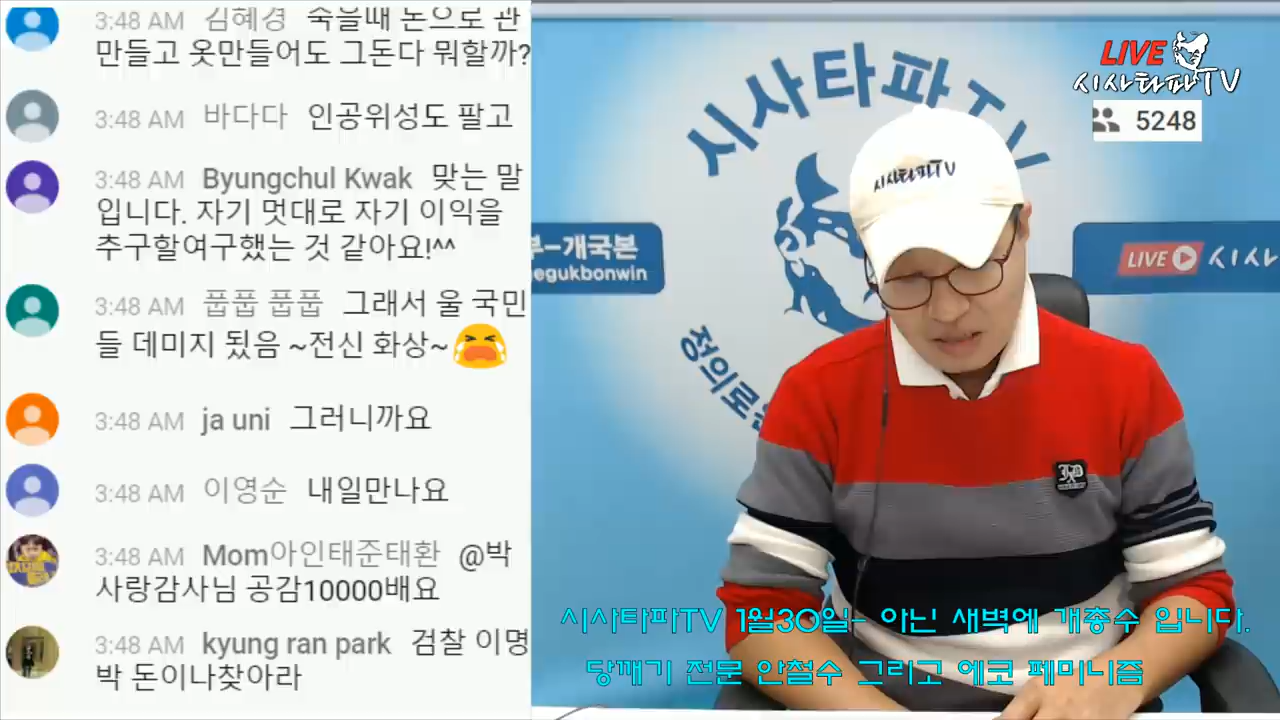 3:48 AM 김혜경 죽을때 돈으로 관
만들고 옷만들어도 그돈다 뭐할까?
3:48 AM 바다다 인공위성도 팔고
3:48 AM Byungchul Kwak 맞는 말
입니다. 자기 멋대로 자기 이익을
추구할여구했는 것 같아요!^^
3:48 AM 풉풉 풉풉 그래서 울 국민
들 데미지 됬음 ~전신 화상~😭
3:48 AM ja uni 그러니까요
3:48 AM 이영순 내일만나요
3:48 AM Mom아인태준태환 @박
사랑감사님 공감10000배요
3:48 AM kyung ran park 검찰 이명
박 돈이나찾아라
LIVE
시사타파TV
5248
시사타파TV
시사타파TV
부-개국본
egukbonwin
LIVE 시사
정의로운
시사타파TV 1월30일- 아닌 새벽에 개총수 입니다.
당깨기 전문 안철수 그리고 에코 페미니즘